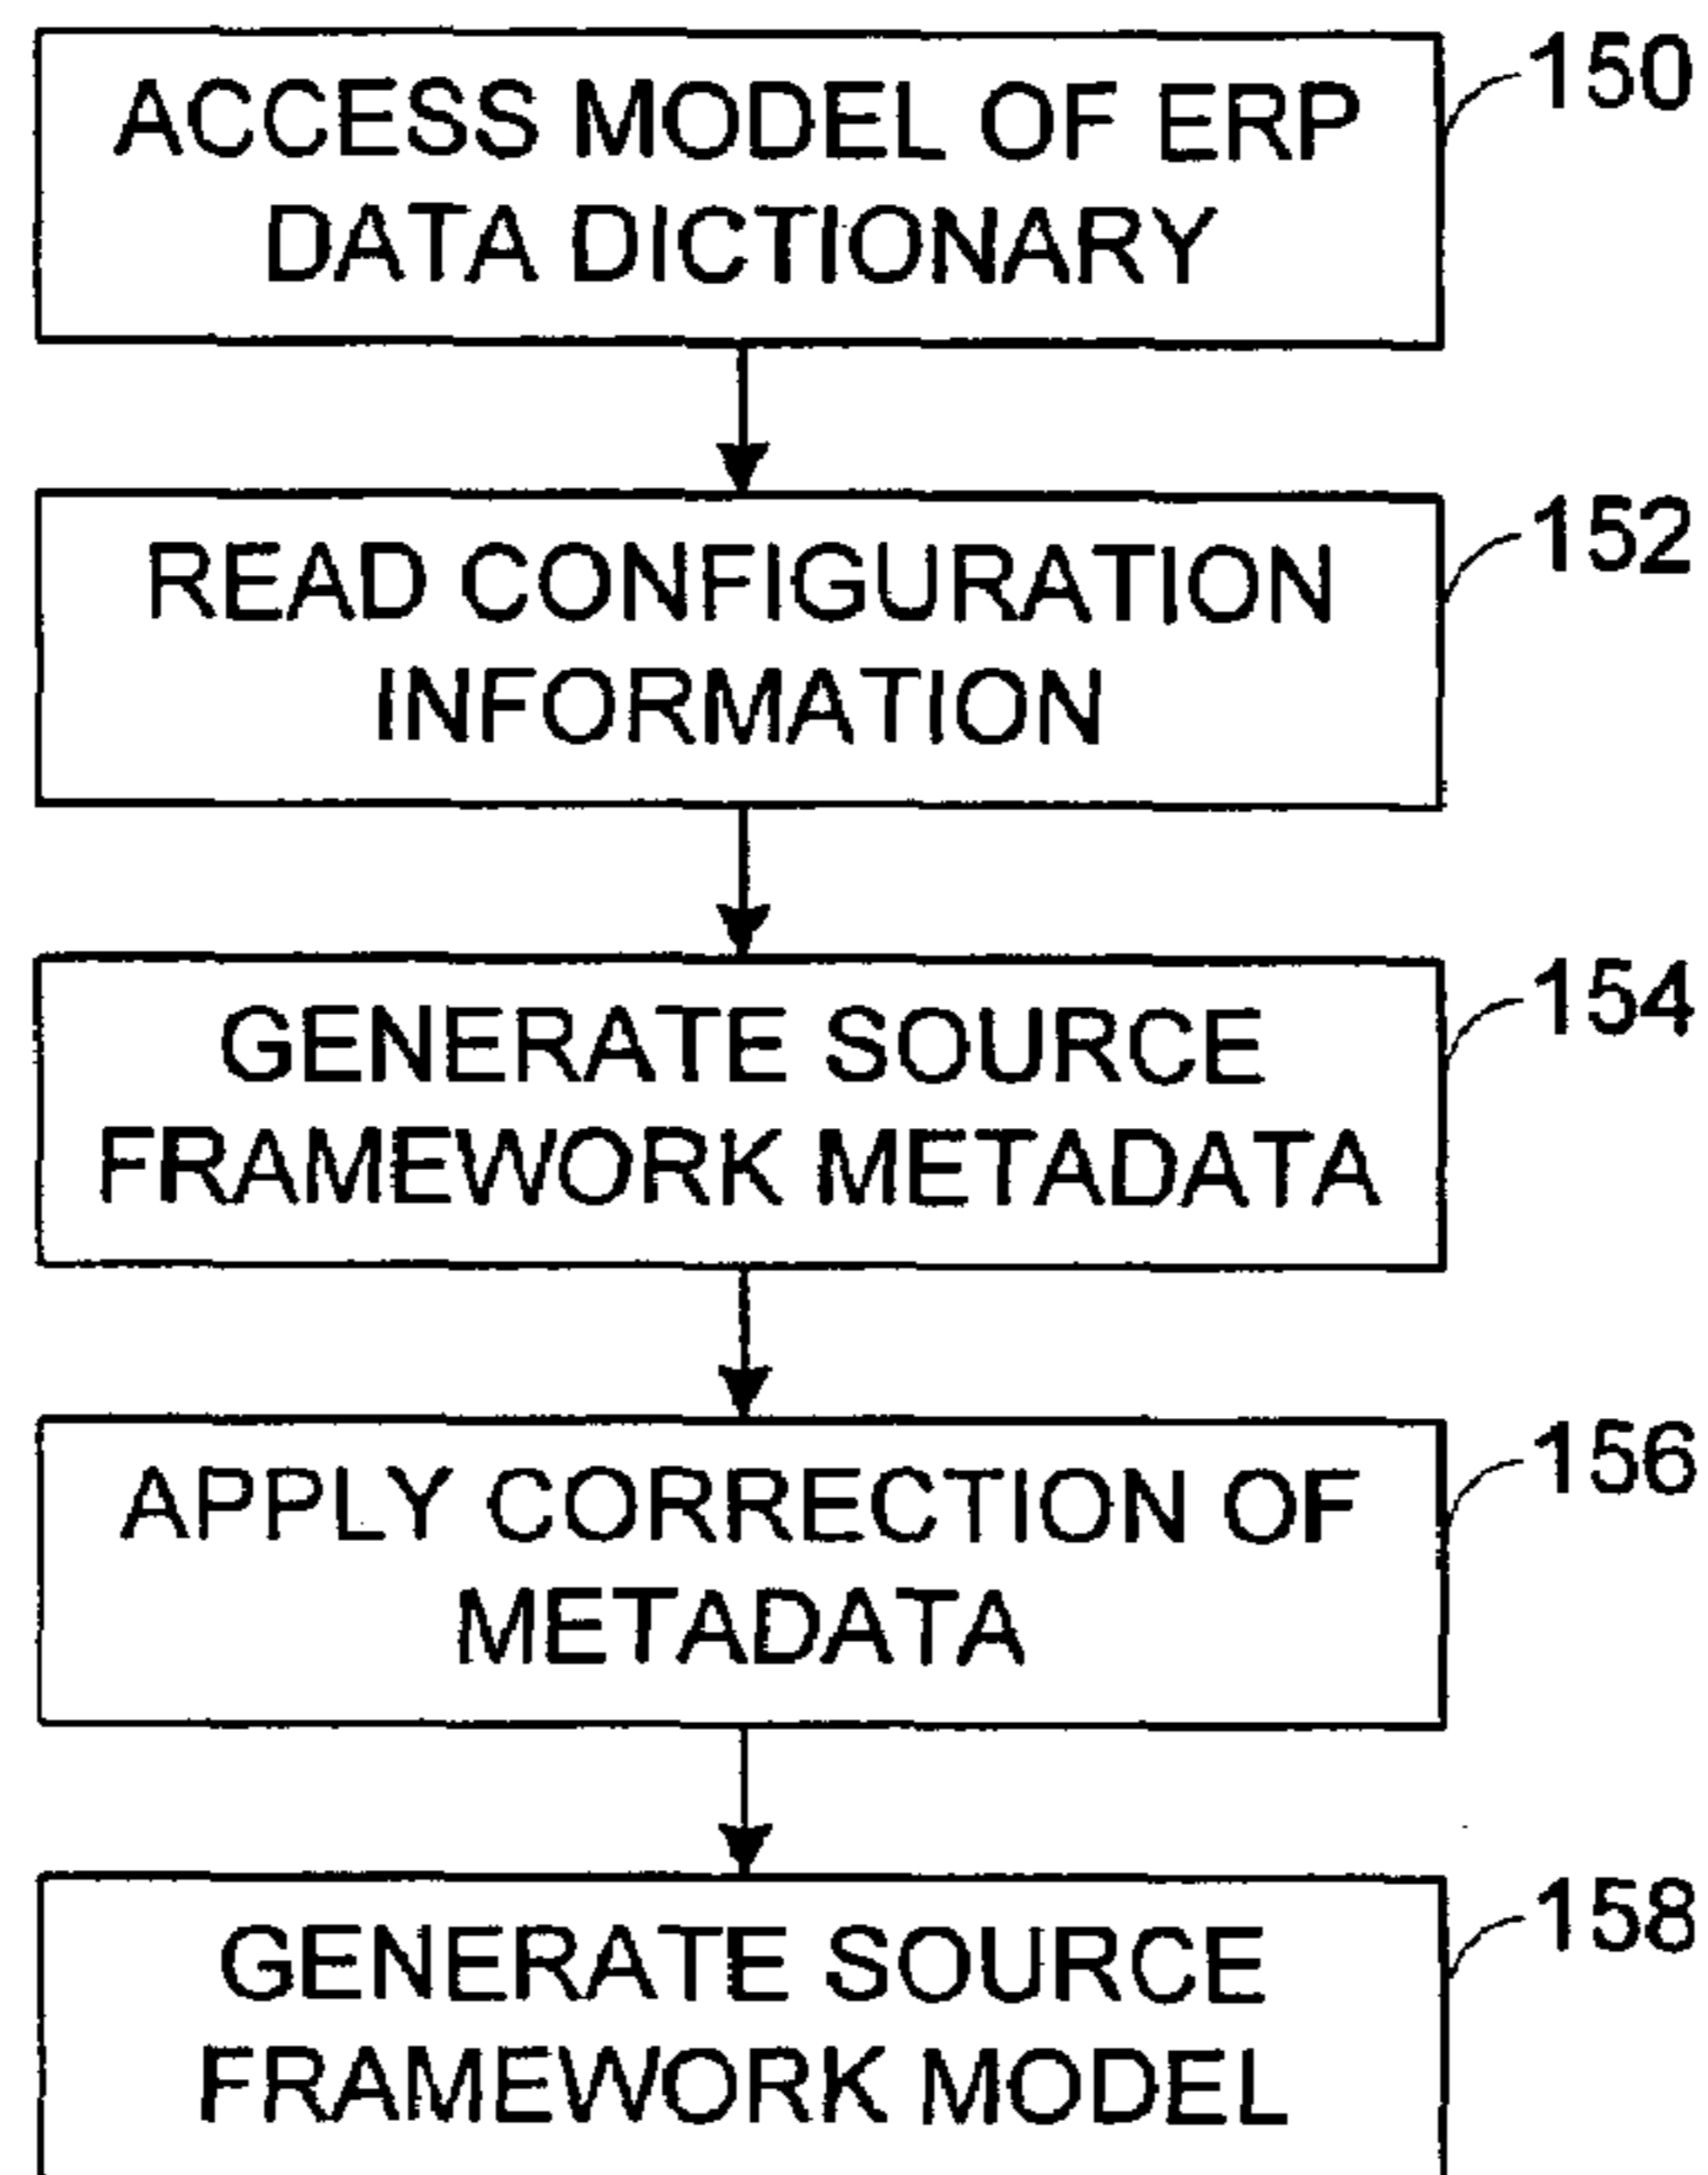 ACCESS MODEL OF ERP
DATA DICTIONARY
150
READ CONFIGURATION
INFORMATION
152
GENERATE SOURCE
FRAMEWORK METADATA
154
APPLY CORRECTION OF
METADATA
156
GENERATE SOURCE
FRAMEWORK MODEL
158